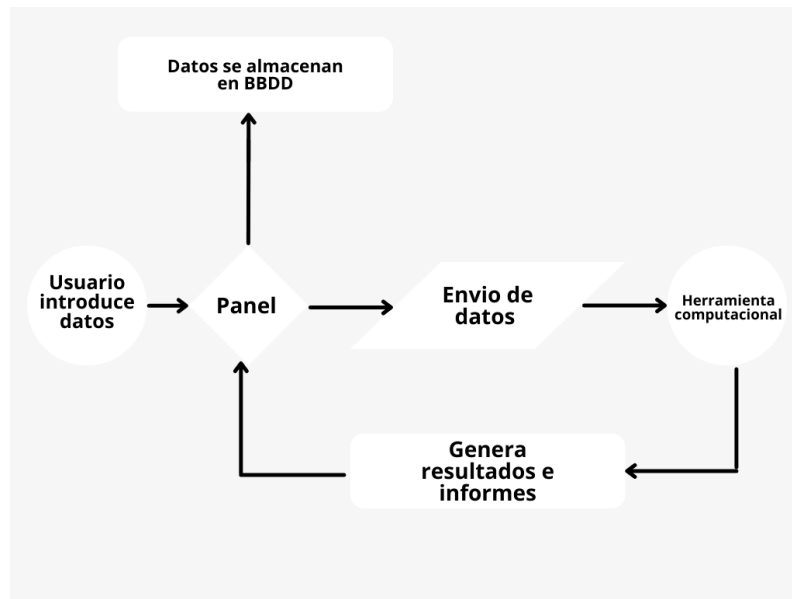 Datos se almacenan
en BBDD
Usuario
introduce
datos
Panel
Envio de
datos
Herramienta
computacional
Genera
resultados e
informes